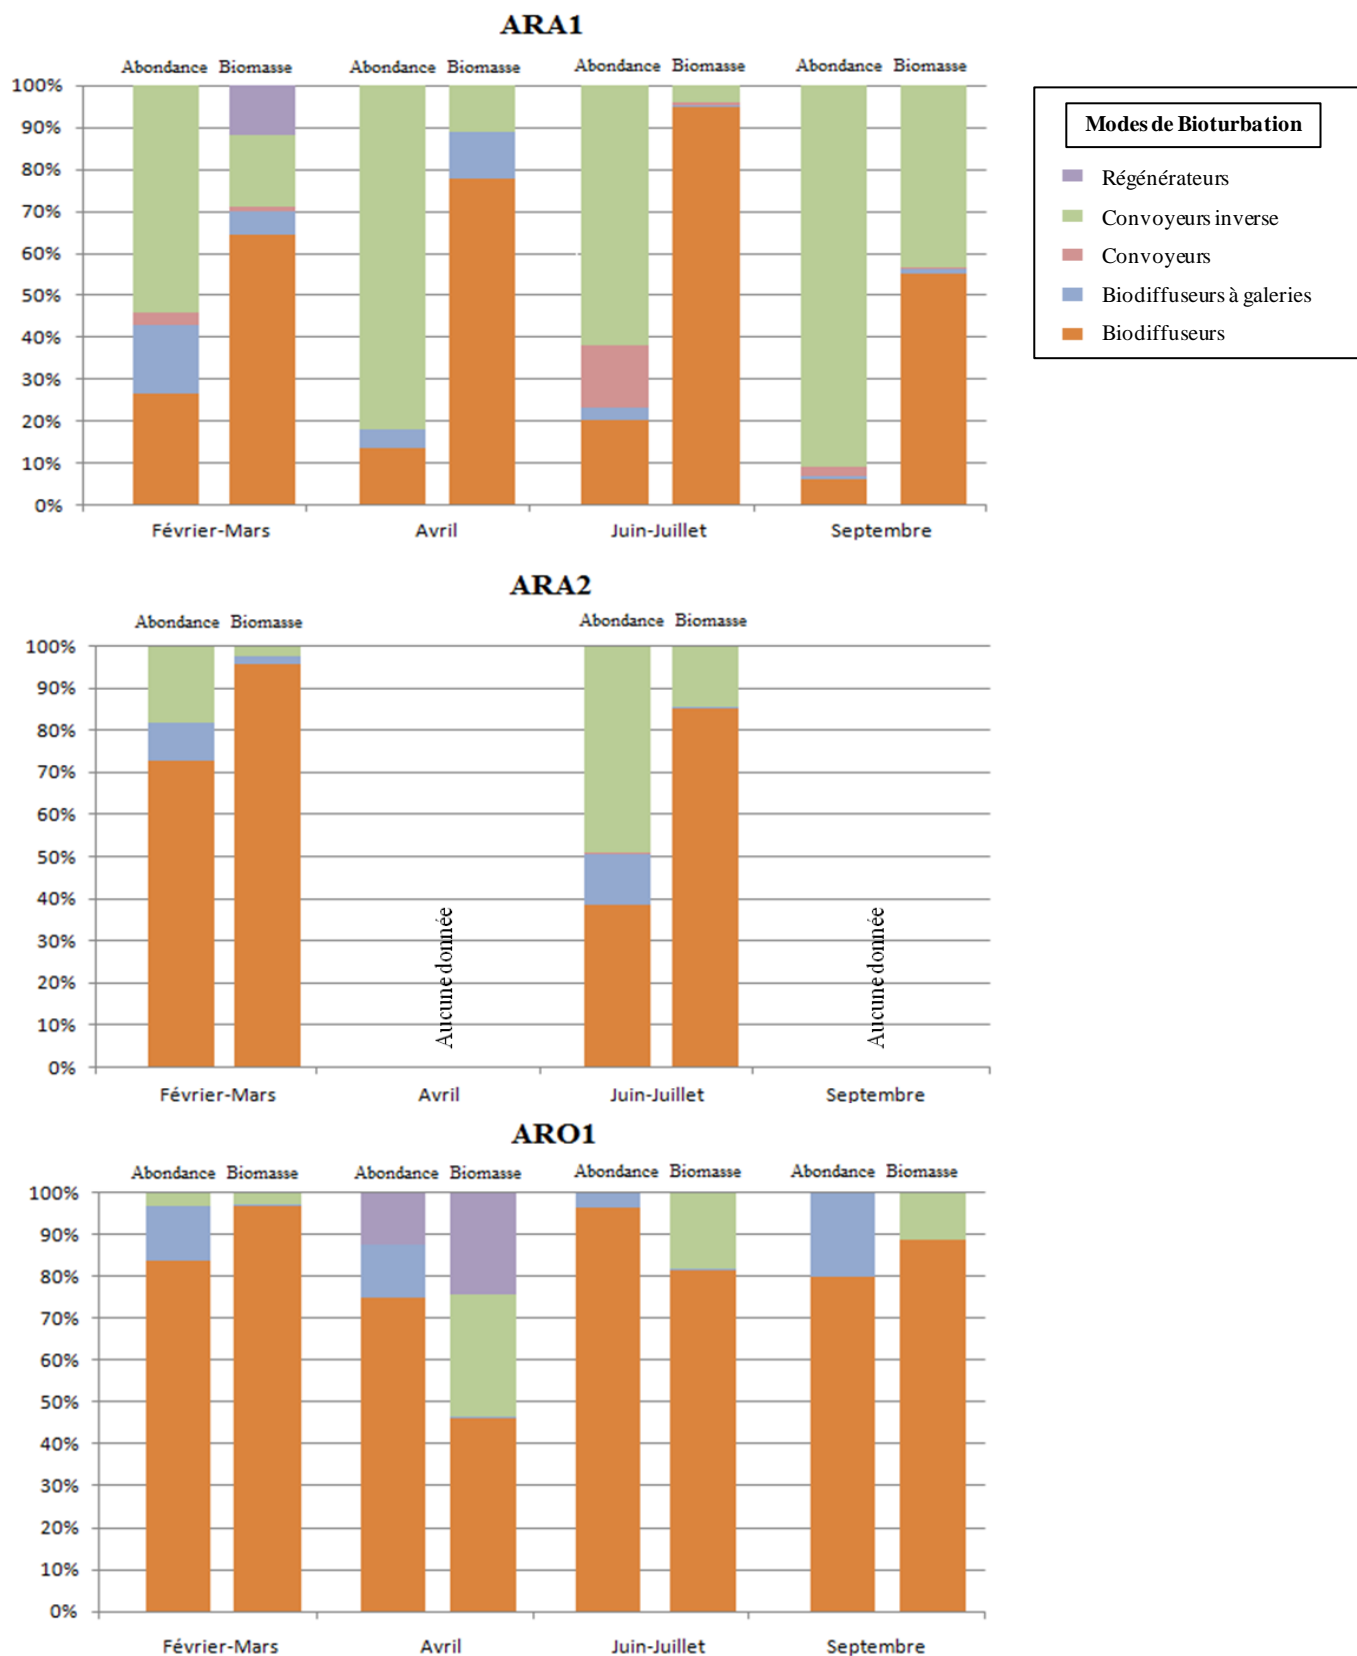 ARA1
Abondance Biomasse Abondance Biomasse Abondance Biomasse Abondance Biomasse
100%
90%
80%
70%
60%
50%
40%
30%
20%
10%
0%
Février-Mars Avril Juin-Juillet Septembre
Modes de Bioturbation
Régénérateurs
Convoyeurs inverse
Convoyeurs
Biodiffuseurs à galeries
Biodiffuseurs
ARA2
Abondance Biomasse Abondance Biomasse
100%
90%
80%
70%
60%
50%
40%
30%
20%
10%
0%
Aucune donnée
Aucune donnée
Février-Mars Avril Juin-Juillet Septembre
ARO1
Abondance Biomasse Abondance Biomasse Abondance Biomasse Abondance Biomasse
100%
90%
80%
70%
60%
50%
40%
30%
20%
10%
0%
Février-Mars Avril Juin-Juillet Septembre